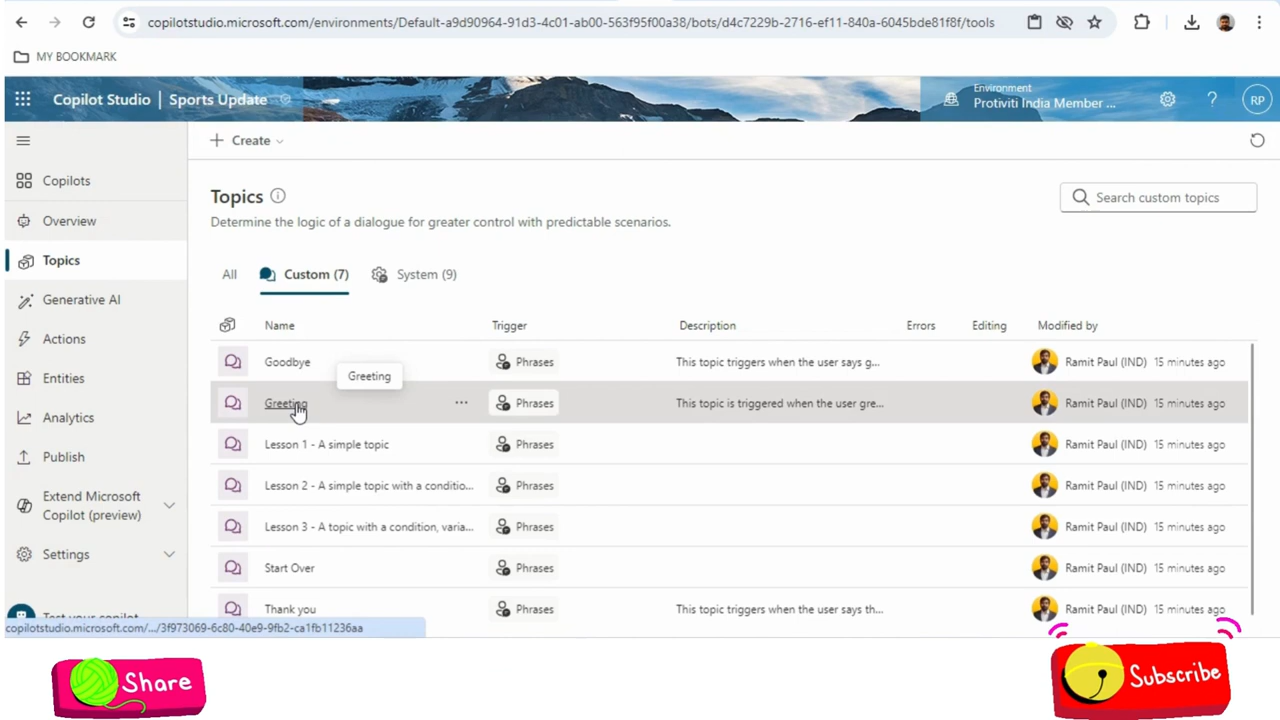 copilotstudio.microsoft.com/environments/Default-a9d90964-91d3-4c01-ab00-563f95f00a38/bots/d4c7229b-2716-ef11-840a-6045bde81f8f/tools
MY BOOKMARK
Copilot Studio | Sports Update
Environment
Protiviti India Member ...
RP
Create
Copilots
Overview
Topics
Generative AI
Actions
Entities
Analytics
Publish
Extend Microsoft
Copilot (preview)
Settings
Topics
Search custom topics
Determine the logic of a dialogue for greater control with predictable scenarios.
All
Custom (7)
System (9)
Name Trigger Description Errors Editing Modified by
Goodbye Phrases This topic triggers when the user says g... Ramit Paul (IND) 15 minutes ago
Greeting
Greeting ... Phrases This topic is triggered when the user gre... Ramit Paul (IND) 15 minutes ago
Lesson 1 - A simple topic Phrases Ramit Paul (IND) 15 minutes ago
Lesson 2 - A simple topic with a conditio... Phrases Ramit Paul (IND) 15 minutes ago
Lesson 3 - A topic with a condition, varia... Phrases Ramit Paul (IND) 15 minutes ago
Start Over Phrases Ramit Paul (IND) 15 minutes ago
Thank you Phrases This topic triggers when the user says th... Ramit Paul (IND) 15 minutes ago
Test your copilot
copilotstudio.microsoft.com/.../3f973069-6c80-40e9-9fb2-ca1fb11236aa
Share
Subscribe